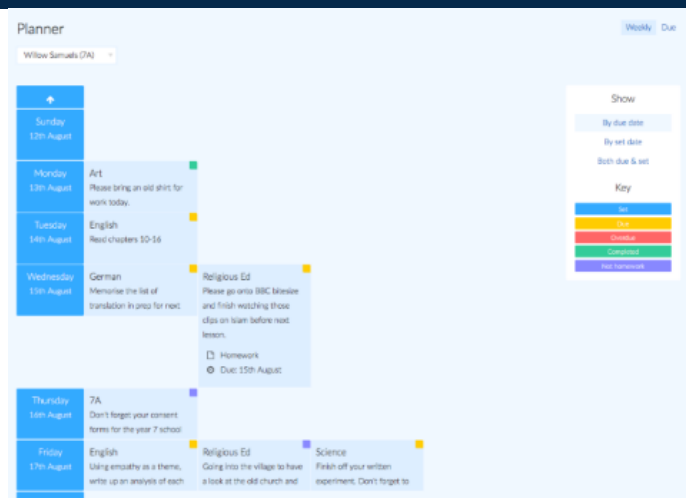 Planner
Weekly Due
Willow Samuels (7A)
Show
By due date
By set date
Both due & set
Key
Set
Due
Overdue
Completed
Not homework
Sunday
12th August
Monday
13th August
Art
Please bring an old shirt for
work today.
Tuesday
14th August
English
Read chapters 10-16
Wednesday
15th August
German
Memorise the list of
translation in prep for next
Religious Ed
Please go onto BBC bitesize
and finish watching those
clips on Islam before next
lesson.
Homework
Due: 15th August
Thursday
16th August
7A
Don't forget your consent
forms for the year 7 school
Friday
17th August
English
Using empathy as a theme,
write up an analysis of each
Religious Ed
Going into the village to have
a look at the old church and
Science
Finish off your written
experiment. Don't forget to